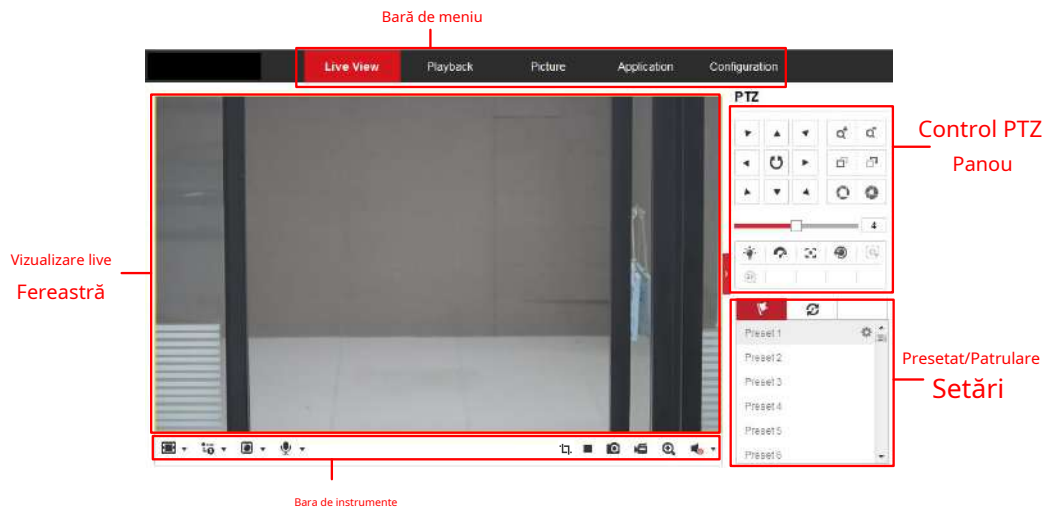 Bară de meniu
Live View Playback Picture Application Configuration
PTZ
Control PTZ
Panou
4
Vizualizare live
Fereastră
Preset 1
Preset 2
Preset 3
Preset 4
Preset 5
Preset 6
Presetat/Patrulare
Setări
Bara de instrumente